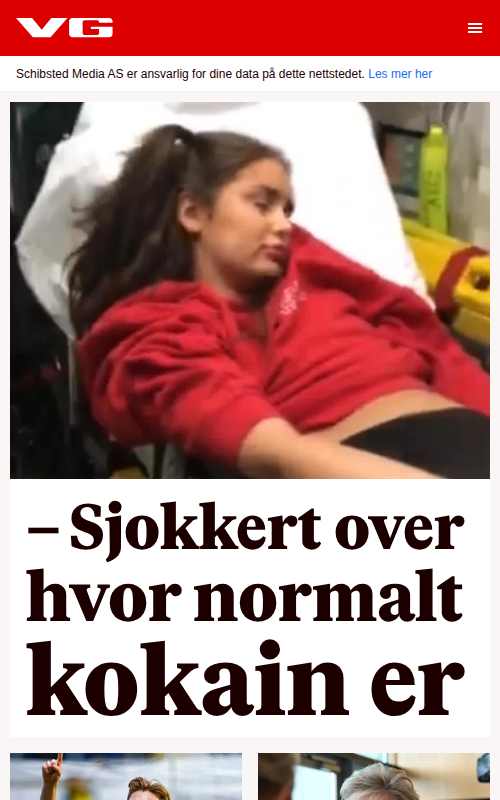 VG
Schibsted Media AS er ansvarlig for dine data på dette nettstedet. Les mer her
– Sjokkert over
hvor normalt
kokain er